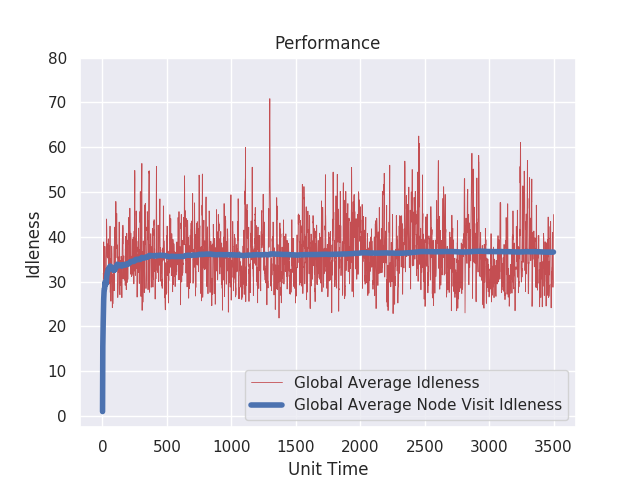 Performance
80
70
60
50
40
30
20
10
0
Idleness
Global Average Idleness
Global Average Node Visit Idleness
0 500 1000 1500 2000 2500 3000 3500
Unit Time